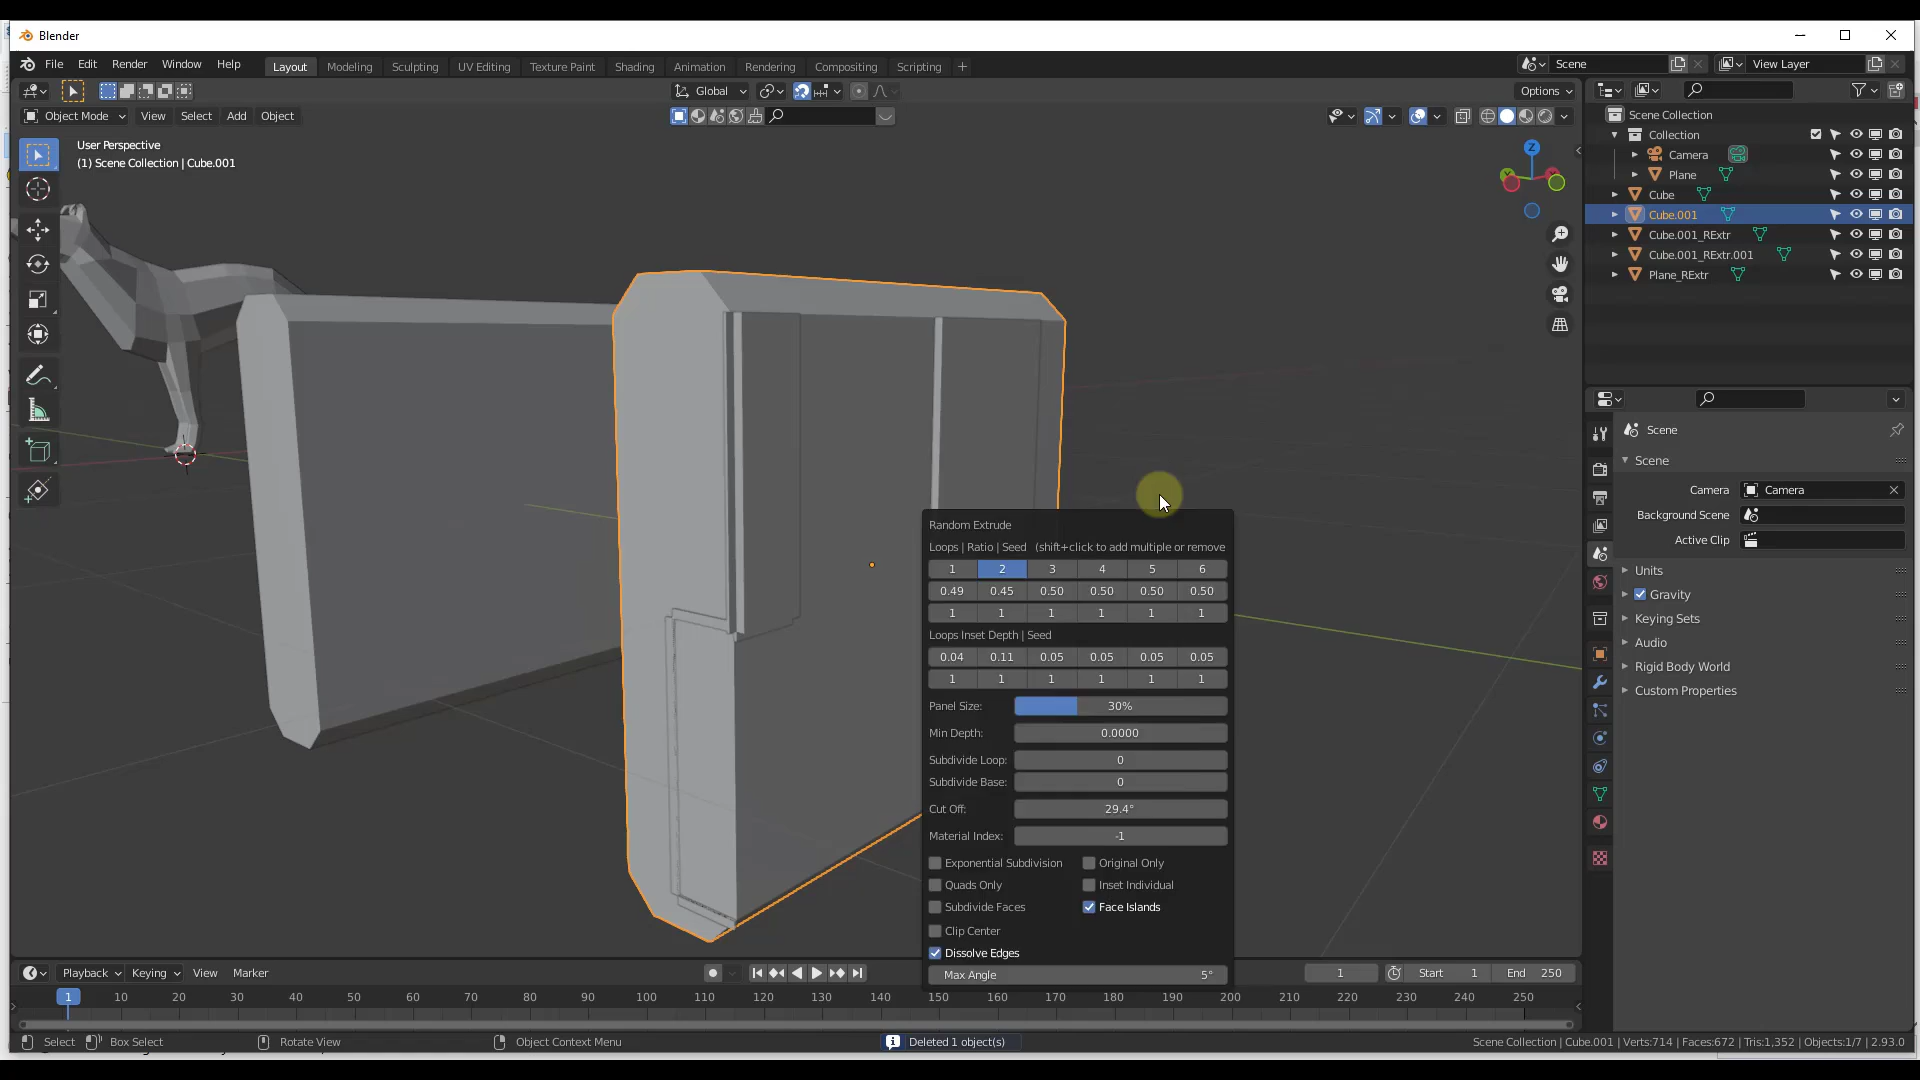 Blender
File Edit Render Window Help
Layout Modeling Sculpting UV Editing Texture Paint Shading Animation Rendering Compositing Scripting +
Scene
View Layer
Global
Options
Object Mode View Select Add Object
User Perspective
(1) Scene Collection | Cube.001
Z
Scene Collection
Collection
Camera
Plane
Cube
Cube.001
Cube.001_RExtr
Cube.001_RExtr.001
Plane_RExtr
Scene
Scene
Camera Camera
Background Scene
Active Clip
Units
Gravity
Keying Sets
Audio
Rigid Body World
Custom Properties
Random Extrude
Loops | Ratio | Seed (shift+click to add multiple or remove
1 2 3 4 5 6
0.49 0.45 0.50 0.50 0.50 0.50
1 1 1 1 1 1
Loops Inset Depth | Seed
0.04 0.11 0.05 0.05 0.05 0.05
1 1 1 1 1 1
Panel Size: 30%
Min Depth: 0.0000
Subdivide Loop: 0
Subdivide Base: 0
Cut Off: 29.4°
Material Index: -1
Exponential Subdivision Original Only
Quads Only Inset Individual
Subdivide Faces Face Islands
Clip Center
Dissolve Edges
Max Angle 5°
Playback Keying View Marker
1 Start 1 End 250
1 10 20 30 40 50 60 70 80 90 100 110 120 130 140 150 160 170 180 190 200 210 220 230 240 250
Select Box Select Rotate View Object Context Menu Deleted 1 object(s) Scene Collection | Cube.001 | Verts:714 | Faces:672 | Tris:1,352 | Objects:1/7 | 2.93.0